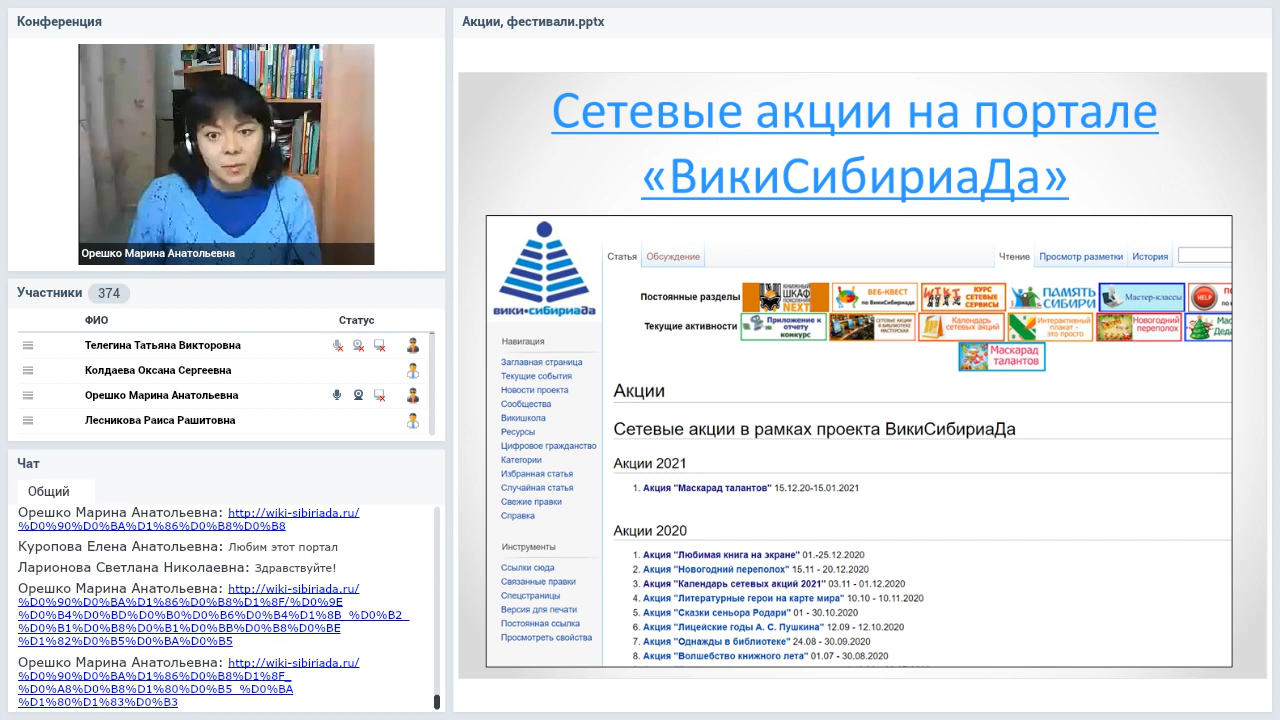 Конференция
Орешко Марина Анатольевна
Участники 374
ФИО Статус
Телегина Татьяна Викторовна
Колдаева Оксана Сергеевна
Орешко Марина Анатольевна
Лесникова Раиса Рашитовна
Чат
Общий
Орешко Марина Анатольевна: http://wiki-sibiriada.ru/
%D0%90%D0%BA%D1%86%D0%B8%D0%B8
Куропова Елена Анатольевна: Любим этот портал
Ларионова Светлана Николаевна: Здравствуйте!
Орешко Марина Анатольевна: http://wiki-sibiriada.ru/
%D0%90%D0%BA%D1%86%D0%B8%D1%8F/%D0%9E
%D0%B4%D0%BD%D0%B0%D0%B6%D0%B4%D1%8B_%D0%B2_
%D0%B1%D0%B8%D0%B1%D0%BB%D0%B8%D0%BE
%D1%82%D0%B5%D0%BA%D0%B5
Орешко Марина Анатольевна: http://wiki-sibiriada.ru/
%D0%90%D0%BA%D1%86%D0%B8%D1%8F_
%D0%A8%D0%B8%D1%80%D0%B5_%D0%BA
%D1%80%D1%83%D0%B3
Акции, фестивали.pptx
Сетевые акции на портале
«ВикиСибириаДа»
вики•сибириада
Статья Обсуждение Чтение Просмотр разметки История
Постоянные разделы КНИЖНЫЙ ШКАФ ПОКОЛЕНИЯ NEXT ВЕБ-КВЕСТ по ВикиСибириаде КУРС СЕТЕВЫЕ СЕРВИСЫ ПАМЯТЬ СИБИРИ Мастер-классы HELP
Текущие активности Приложение к отчету конкурс СЕТЕВЫЕ АКЦИИ В БИБЛИОТЕКЕ МАСТЕРСКАЯ Календарь сетевых акций Интерактивный плакат - это просто Новогодний переполох
Маскарад талантов
Навигация
Заглавная страница
Текущие события
Новости проекта
Сообщества
Викишкола
Ресурсы
Цифровое гражданство
Категории
Избранная статья
Случайная статья
Свежие правки
Справка
Инструменты
Ссылки сюда
Связанные правки
Спецстраницы
Версия для печати
Постоянная ссылка
Просмотреть свойства
Акции
Сетевые акции в рамках проекта ВикиСибириаДа
Акции 2021
1. Акция "Маскарад талантов" 15.12.20-15.01.2021
Акции 2020
1. Акция "Любимая книга на экране" 01.-25.12.2020
2. Акция "Новогодний переполох" 15.11 - 20.12.2020
3. Акция "Календарь сетевых акций 2021" 03.11 - 01.12.2020
4. Акция "Литературные герои на карте мира" 10.10 - 10.11.2020
5. Акция "Сказки сеньора Родари" 01 - 30.10.2020
6. Акция "Лицейские годы А. С. Пушкина" 12.09 - 12.10.2020
7. Акция "Однажды в библиотеке" 24.08 - 30.09.2020
8. Акция "Волшебство книжного лета" 01.07 - 30.08.2020